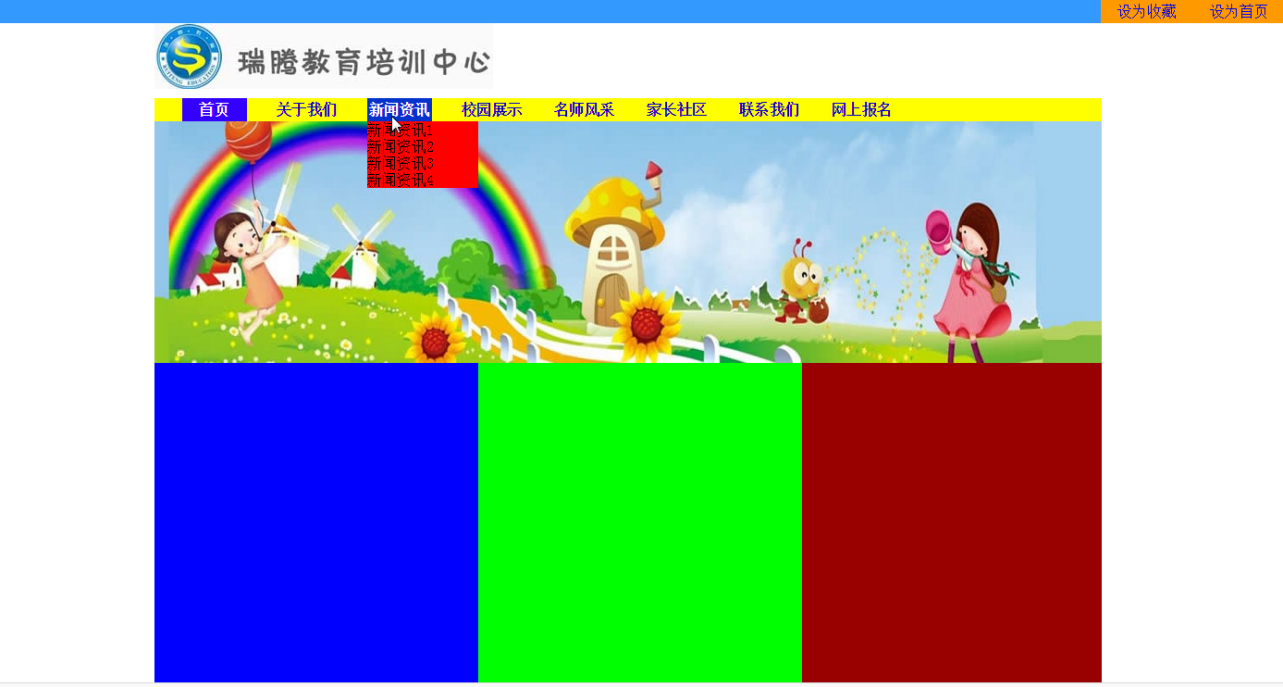 设为收藏 设为首页
瑞腾教育培训中心
首页 关于我们 新闻资讯 校园展示 名师风采 家长社区 联系我们 网上报名
新闻资讯1
新闻资讯2
新闻资讯3
新闻资讯4